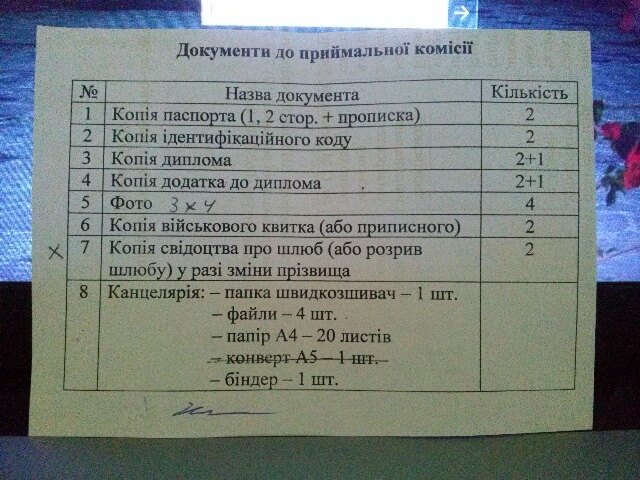 Документи до приймальної комісії
№ Назва документа Кількість
1 Копія паспорта (1, 2 стор. + прописка) 2
2 Копія ідентифікаційного коду 2
3 Копія диплома 2+1
4 Копія додатка до диплома 2+1
5 Фото 3х4 4
6 Копія військового квитка (або приписного) 2
х 7 Копія свідоцтва про шлюб (або розрив 2
шлюбу) у разі зміни прізвища
8 Канцелярія: – папка швидкозшивач – 1 шт.
– файли – 4 шт.
– папір А4 – 20 листів
– конверт А5 – 1 шт.
– біндер – 1 шт.